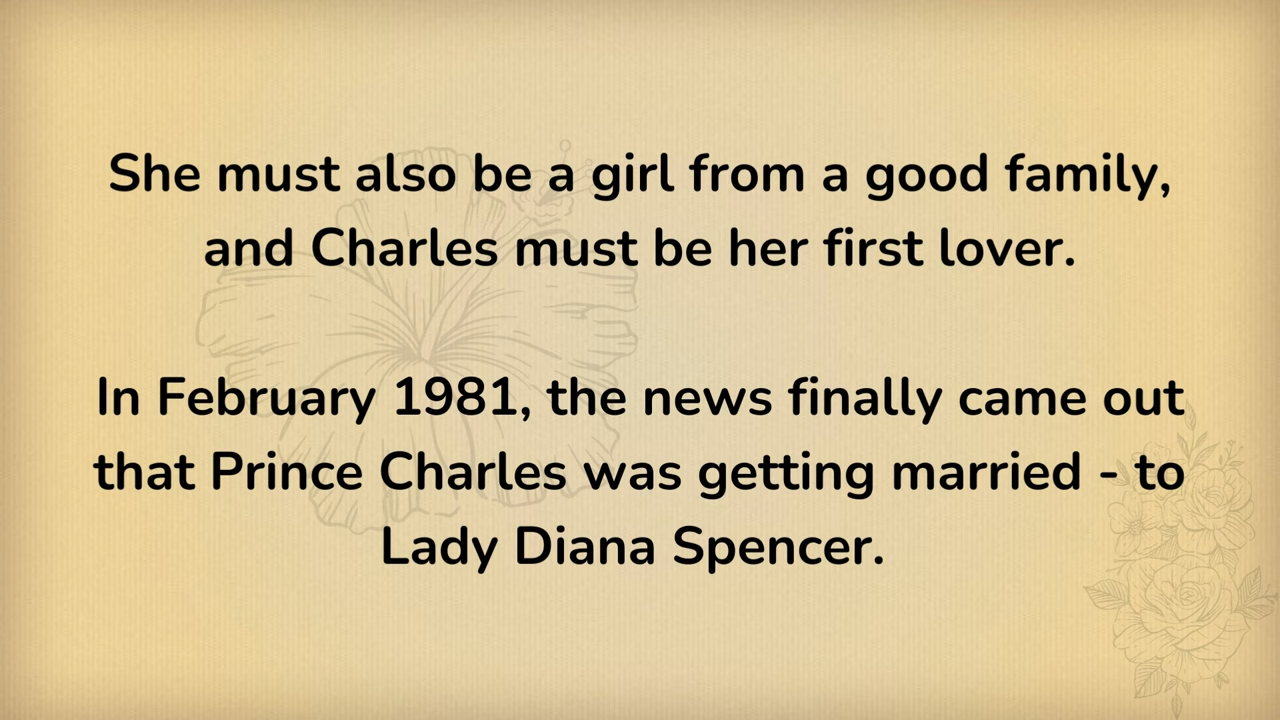 She must also be a girl from a good family,
and Charles must be her first lover.
In February 1981, the news finally came out
that Prince Charles was getting married - to
Lady Diana Spencer.